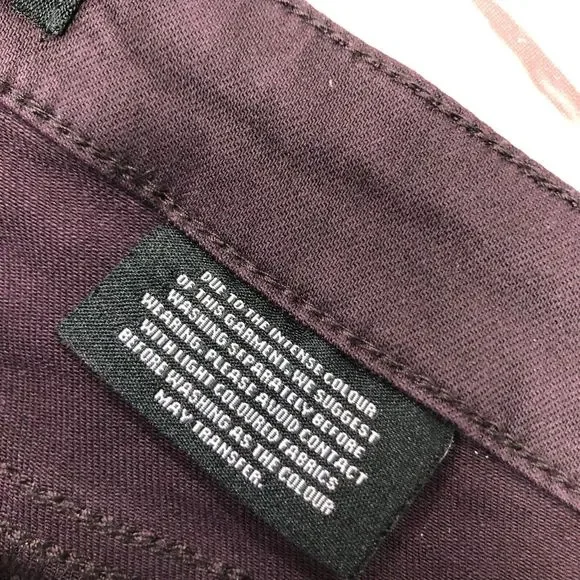 DUE TO THE INTENSE COLOUR
OF THIS GARMENT, WE SUGGEST
WASHING SEPARATELY BEFORE
WEARING. PLEASE AVOID CONTACT
WITH LIGHT COLOURED FABRICS
BEFORE WASHING AS THE COLOUR
MAY TRANSFER.